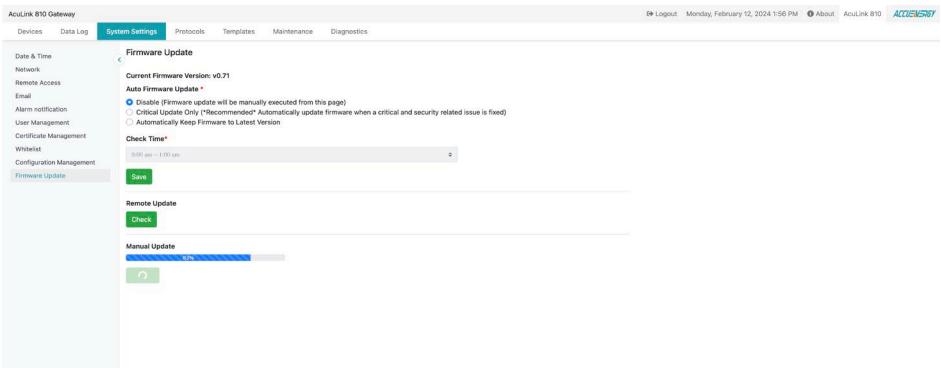 AcuLink 810 Gateway
Logout Monday, February 12, 2024 1:56 PM About AcuLink 810 ACCUENERGY
Devices Data Log System Settings Protocols Templates Maintenance Diagnostics
Date & Time
Network
Remote Access
Email
Alarm notification
User Management
Certificate Management
Whitelist
Configuration Management
Firmware Update
Firmware Update
Current Firmware Version: v0.71
Auto Firmware Update *
Disable (Firmware update will be manually executed from this page)
Critical Update Only (*Recommended* Automatically update firmware when a critical and security related issue is fixed)
Automatically Keep Firmware to Latest Version
Check Time*
Save
Remote Update
Check
Manual Update